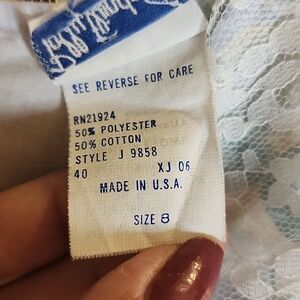 SEE REVERSE FOR CARE
RN21924
50% POLYESTER
50% COTTON
STYLE J 9858
40 XJ 06
MADE IN U.S.A.
SIZE 8